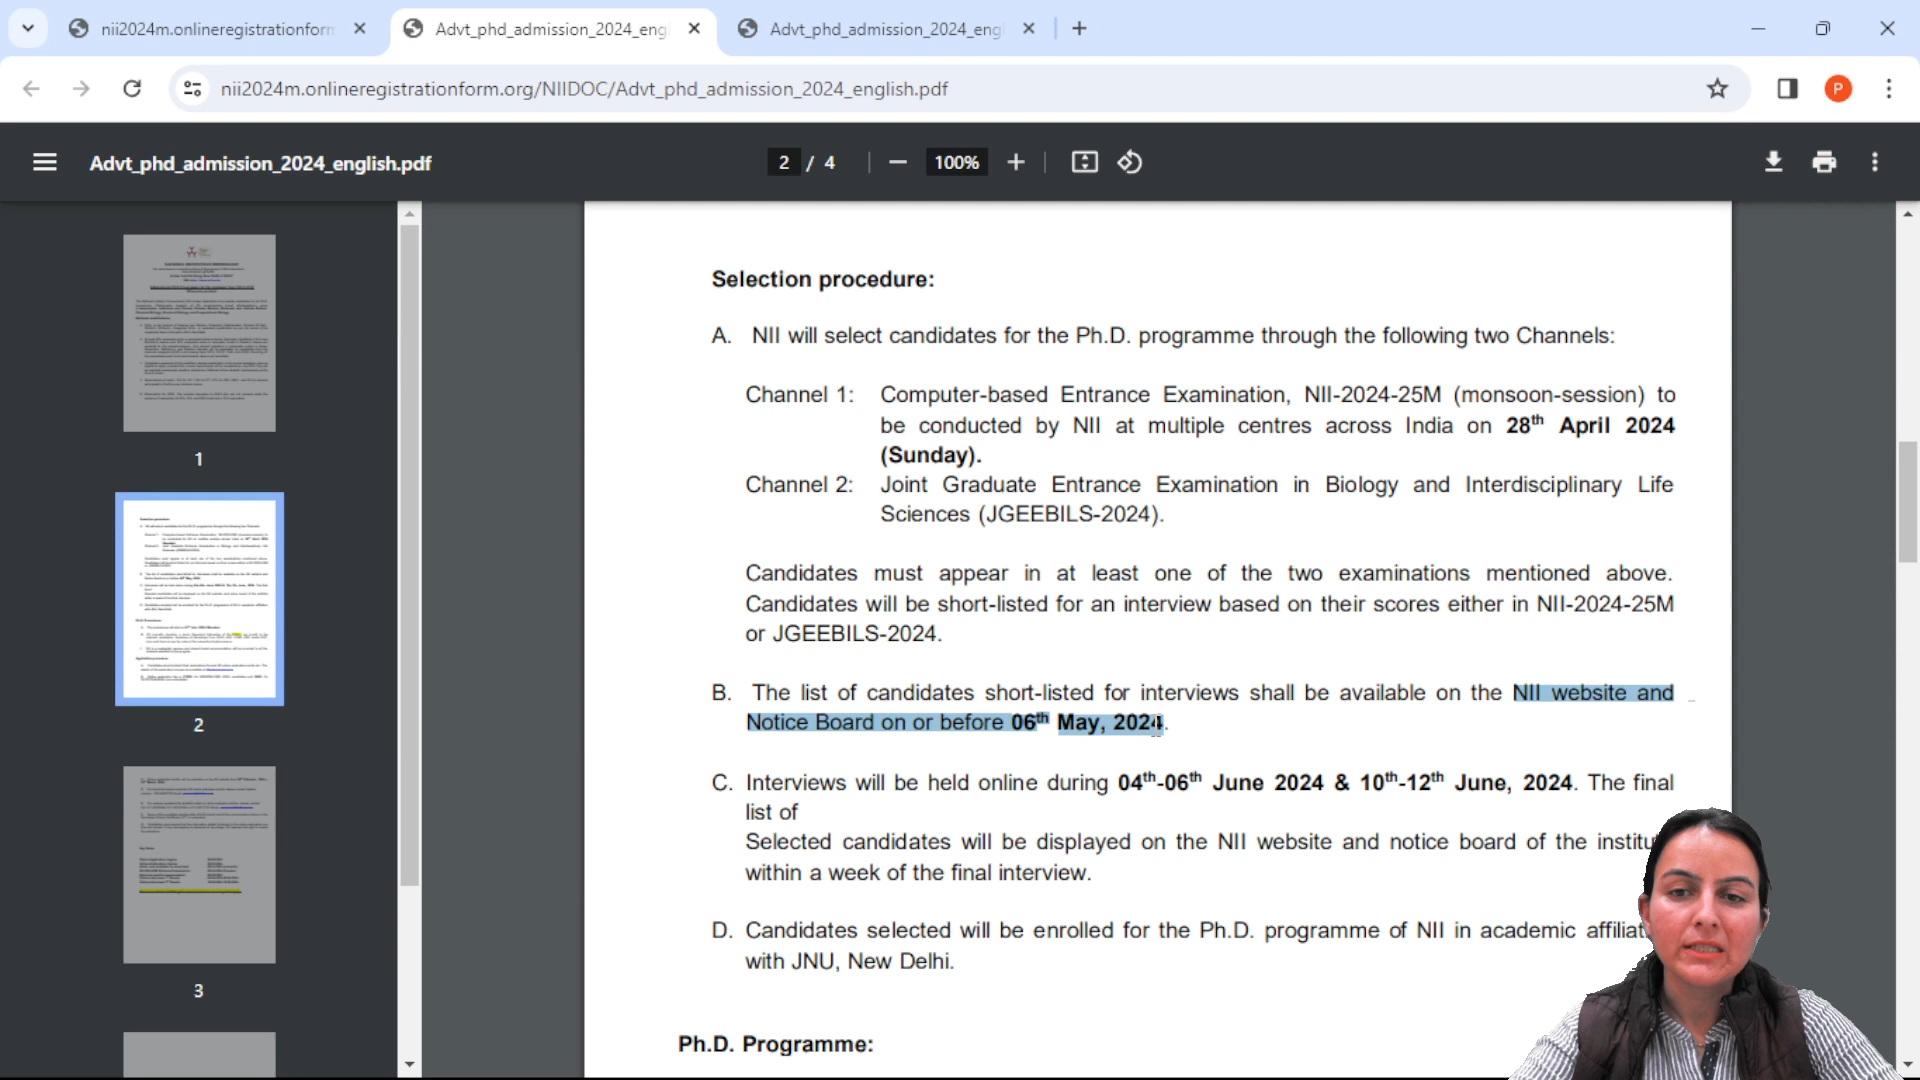 nii2024m.onlineregistrationform
Advt_phd_admission_2024_eng
Advt_phd_admission_2024_eng
nii2024m.onlineregistrationform.org/NIIDOC/Advt_phd_admission_2024_english.pdf
P
Advt_phd_admission_2024_english.pdf
2 / 4
100%
1
2
3
Selection procedure:
A. NII will select candidates for the Ph.D. programme through the following two Channels:
Channel 1: Computer-based Entrance Examination, NII-2024-25M (monsoon-session) to
be conducted by NII at multiple centres across India on 28th April 2024
(Sunday).
Channel 2: Joint Graduate Entrance Examination in Biology and Interdisciplinary Life
Sciences (JGEEBILS-2024).
Candidates must appear in at least one of the two examinations mentioned above.
Candidates will be short-listed for an interview based on their scores either in NII-2024-25M
or JGEEBILS-2024.
B. The list of candidates short-listed for interviews shall be available on the NII website and
Notice Board on or before 06th May, 2024.
C. Interviews will be held online during 04th-06th June 2024 & 10th-12th June, 2024. The final
list of
Selected candidates will be displayed on the NII website and notice board of the institu
within a week of the final interview.
D. Candidates selected will be enrolled for the Ph.D. programme of NII in academic affiliat
with JNU, New Delhi.
Ph.D. Programme: